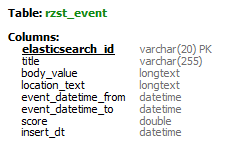 Table: rzst_event
Columns:
elasticsearch_id varchar(20) PK
title varchar(255)
body_value longtext
location_text longtext
event_datetime_from datetime
event_datetime_to datetime
score double
insert_dt datetime